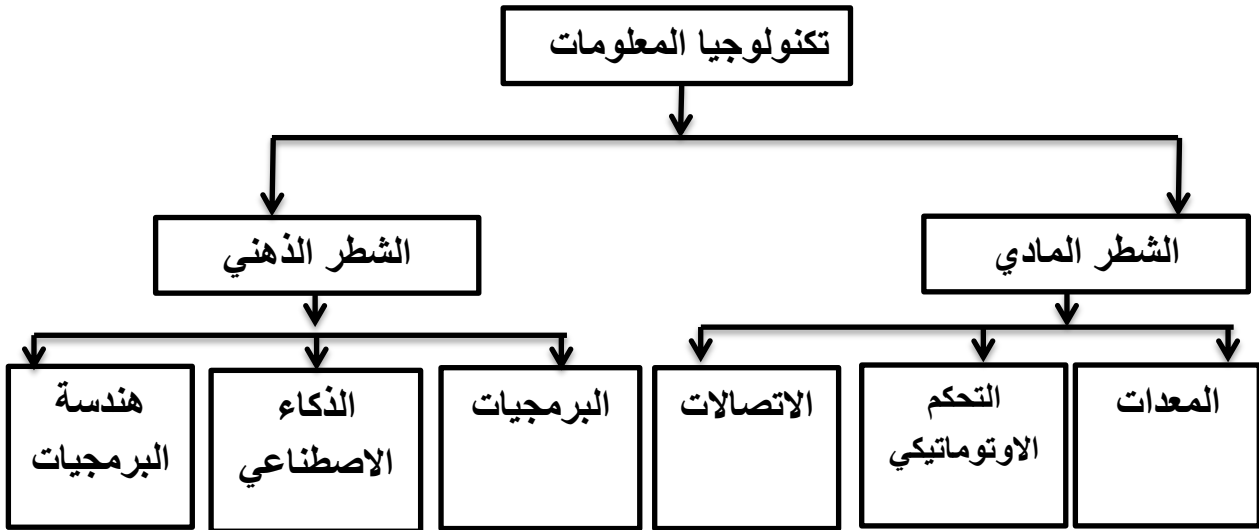 تكنولوجيا المعلومات
الشطر المادي
الشطر الذهني
المعدات
التحكم
الاوتوماتيكي
الاتصالات
البرمجيات
الذكاء
الاصطناعي
هندسة
البرمجيات